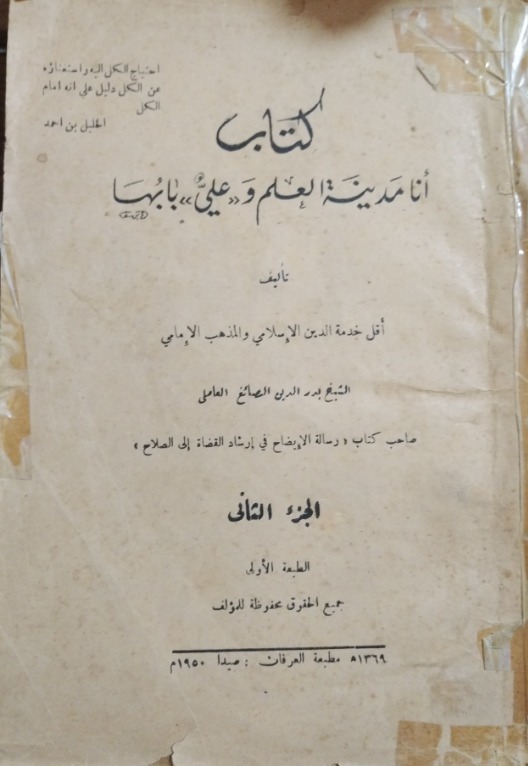 احتياج الكل اليه واستغناؤه
عن الكل دليل على انه امام
الكل
الخليل بن احمد
كتاب
أنا مدينة العلم و «علي» بابها
تأليف
أقل خدمة الدين الإسلامي والمذهب الإمامي
الشيخ بدر الدين الصائغ العاملي
صاحب كتاب «رسالة الإيضاح في إرشاد القضاة إلى الصلاح»
الجزء الثاني
الطبعة الأولى
جميع الحقوق محفوظة للمؤلف
١٣٦٩ ه مطبعة العرفان : صيدا ١٩٥٠ م